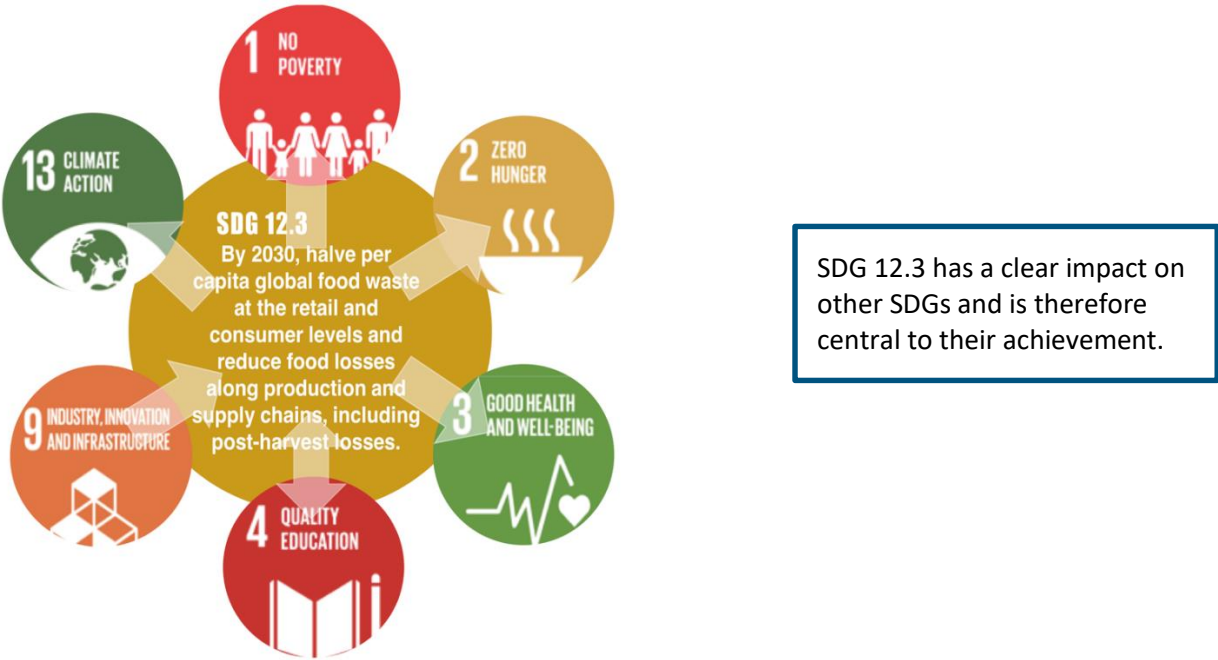 1 NO
POVERTY
13 CLIMATE
ACTION
2 ZERO
HUNGER
SDG 12.3
By 2030, halve per
capita global food waste
at the retail and
consumer levels and
reduce food losses
along production and
supply chains, including
post-harvest losses.
9 INDUSTRY, INNOVATION
AND INFRASTRUCTURE
3 GOOD HEALTH
AND WELL-BEING
4 QUALITY
EDUCATION
SDG 12.3 has a clear impact on
other SDGs and is therefore
central to their achievement.